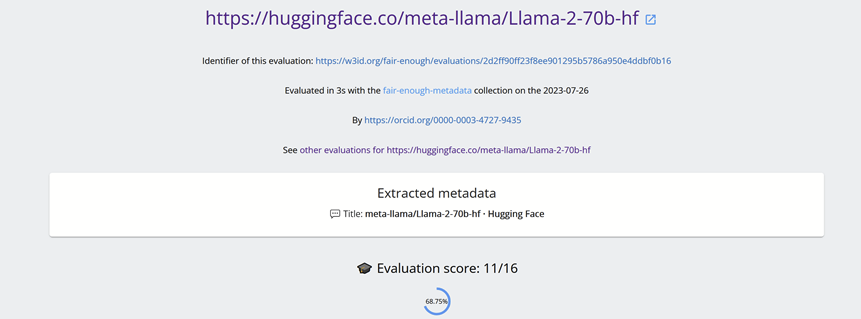 https://huggingface.co/meta-llama/Llama-2-70b-hf
Identifier of this evaluation: https://w3id.org/fair-enough/evaluations/2d2ff90ff23f8ee901295b5786a950e4ddbf0b16
Evaluated in 3s with the fair-enough-metadata collection on the 2023-07-26
By https://orcid.org/0000-0003-4727-9435
See other evaluations for https://huggingface.co/meta-llama/Llama-2-70b-hf
Extracted metadata
Title: meta-llama/Llama-2-70b-hf · Hugging Face
Evaluation score: 11/16
68.75%